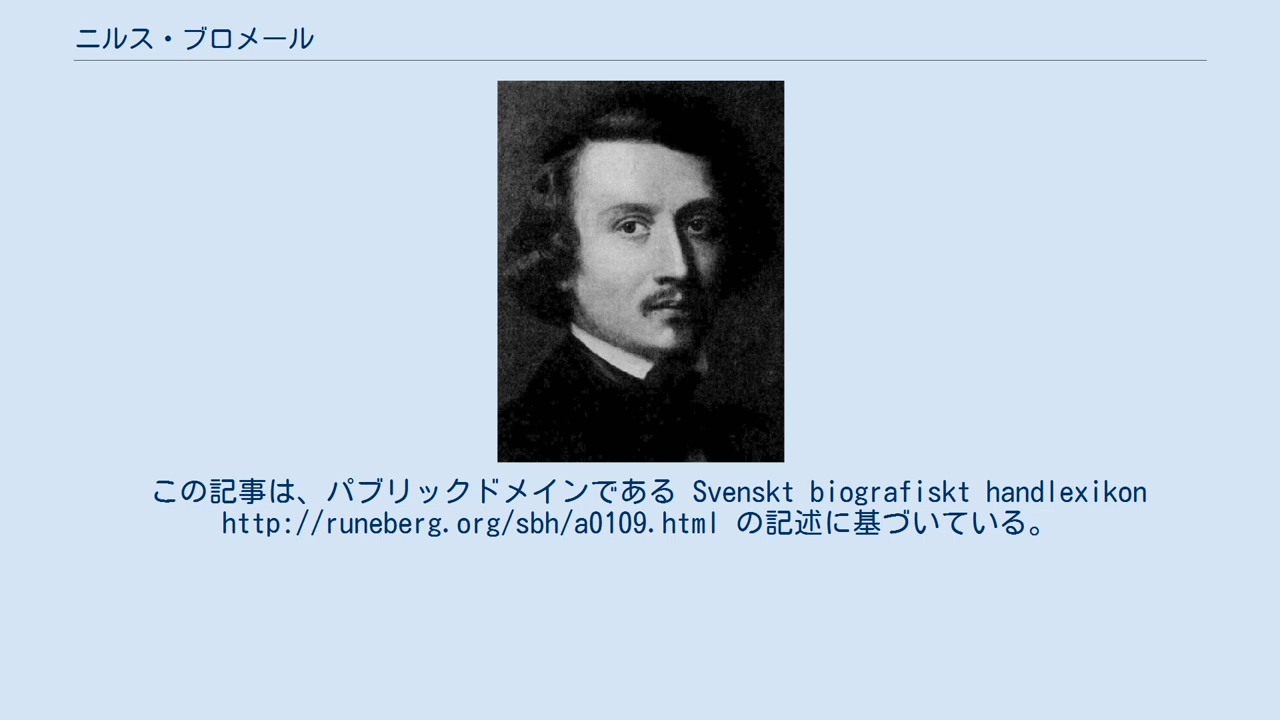 ニルス・ブロメール
この記事は、パブリックドメインである Svenskt biografiskt handlexikon
http://runeberg.org/sbh/a0109.html の記述に基づいている。